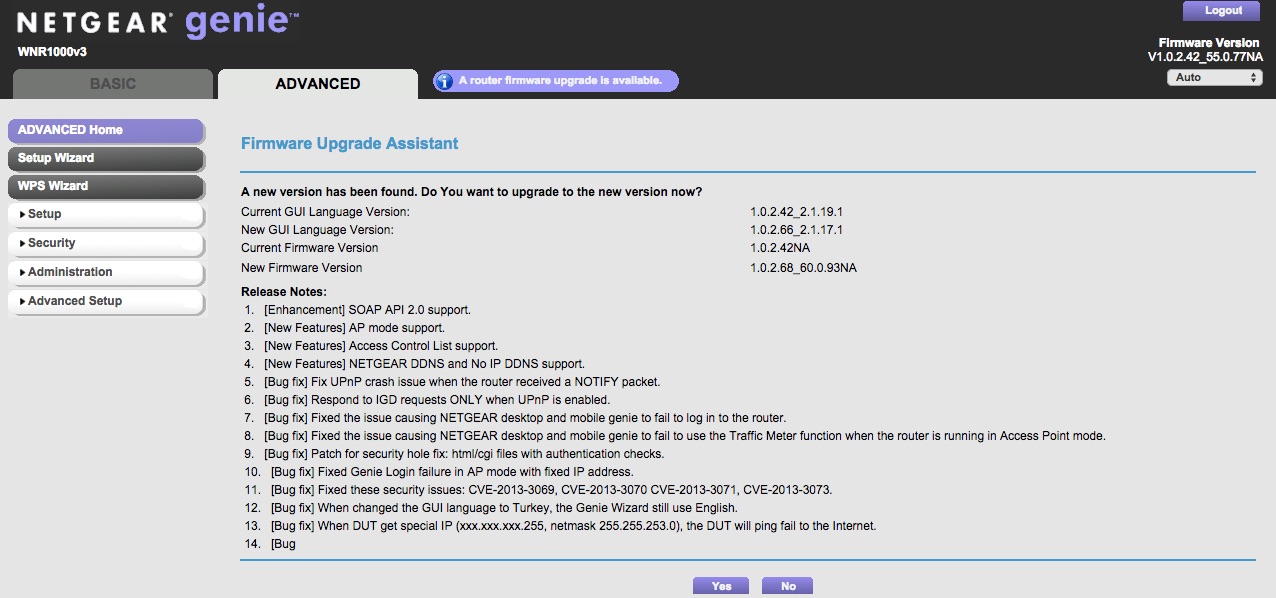 NETGEAR® genie™
Logout
WNR1000v3
Firmware Version
V1.0.2.42_55.0.77NA
BASIC
ADVANCED
A router firmware upgrade is available.
Auto
ADVANCED Home
Setup Wizard
WPS Wizard
Setup
Security
Administration
Advanced Setup
Firmware Upgrade Assistant
A new version has been found. Do You want to upgrade to the new version now?
Current GUI Language Version: 1.0.2.42_2.1.19.1
New GUI Language Version: 1.0.2.66_2.1.17.1
Current Firmware Version 1.0.2.42NA
New Firmware Version 1.0.2.68_60.0.93NA
Release Notes:
1. [Enhancement] SOAP API 2.0 support.
2. [New Features] AP mode support.
3. [New Features] Access Control List support.
4. [New Features] NETGEAR DDNS and No IP DDNS support.
5. [Bug fix] Fix UPnP crash issue when the router received a NOTIFY packet.
6. [Bug fix] Respond to IGD requests ONLY when UPnP is enabled.
7. [Bug fix] Fixed the issue causing NETGEAR desktop and mobile genie to fail to log in to the router.
8. [Bug fix] Fixed the issue causing NETGEAR desktop and mobile genie to fail to use the Traffic Meter function when the router is running in Access Point mode.
9. [Bug fix] Patch for security hole fix: html/cgi files with authentication checks.
10. [Bug fix] Fixed Genie Login failure in AP mode with fixed IP address.
11. [Bug fix] Fixed these security issues: CVE-2013-3069, CVE-2013-3070 CVE-2013-3071, CVE-2013-3073.
12. [Bug fix] When changed the GUI language to Turkey, the Genie Wizard still use English.
13. [Bug fix] When DUT get special IP (xxx.xxx.xxx.255, netmask 255.255.253.0), the DUT will ping fail to the Internet.
14. [Bug
Yes
No